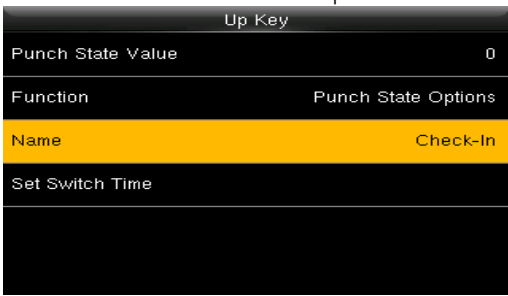 Up Key
Punch State Value 0
Function Punch State Options
Name Check-In
Set Switch Time